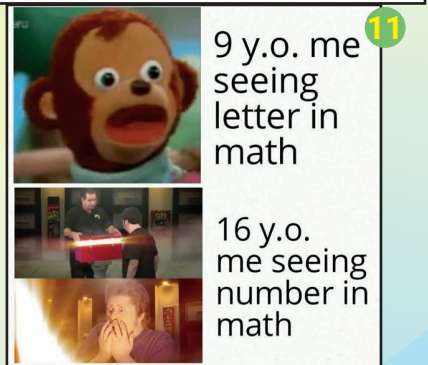 11
9 y.o. me
seeing
letter in
math
16 y.o.
me seeing
number in
math